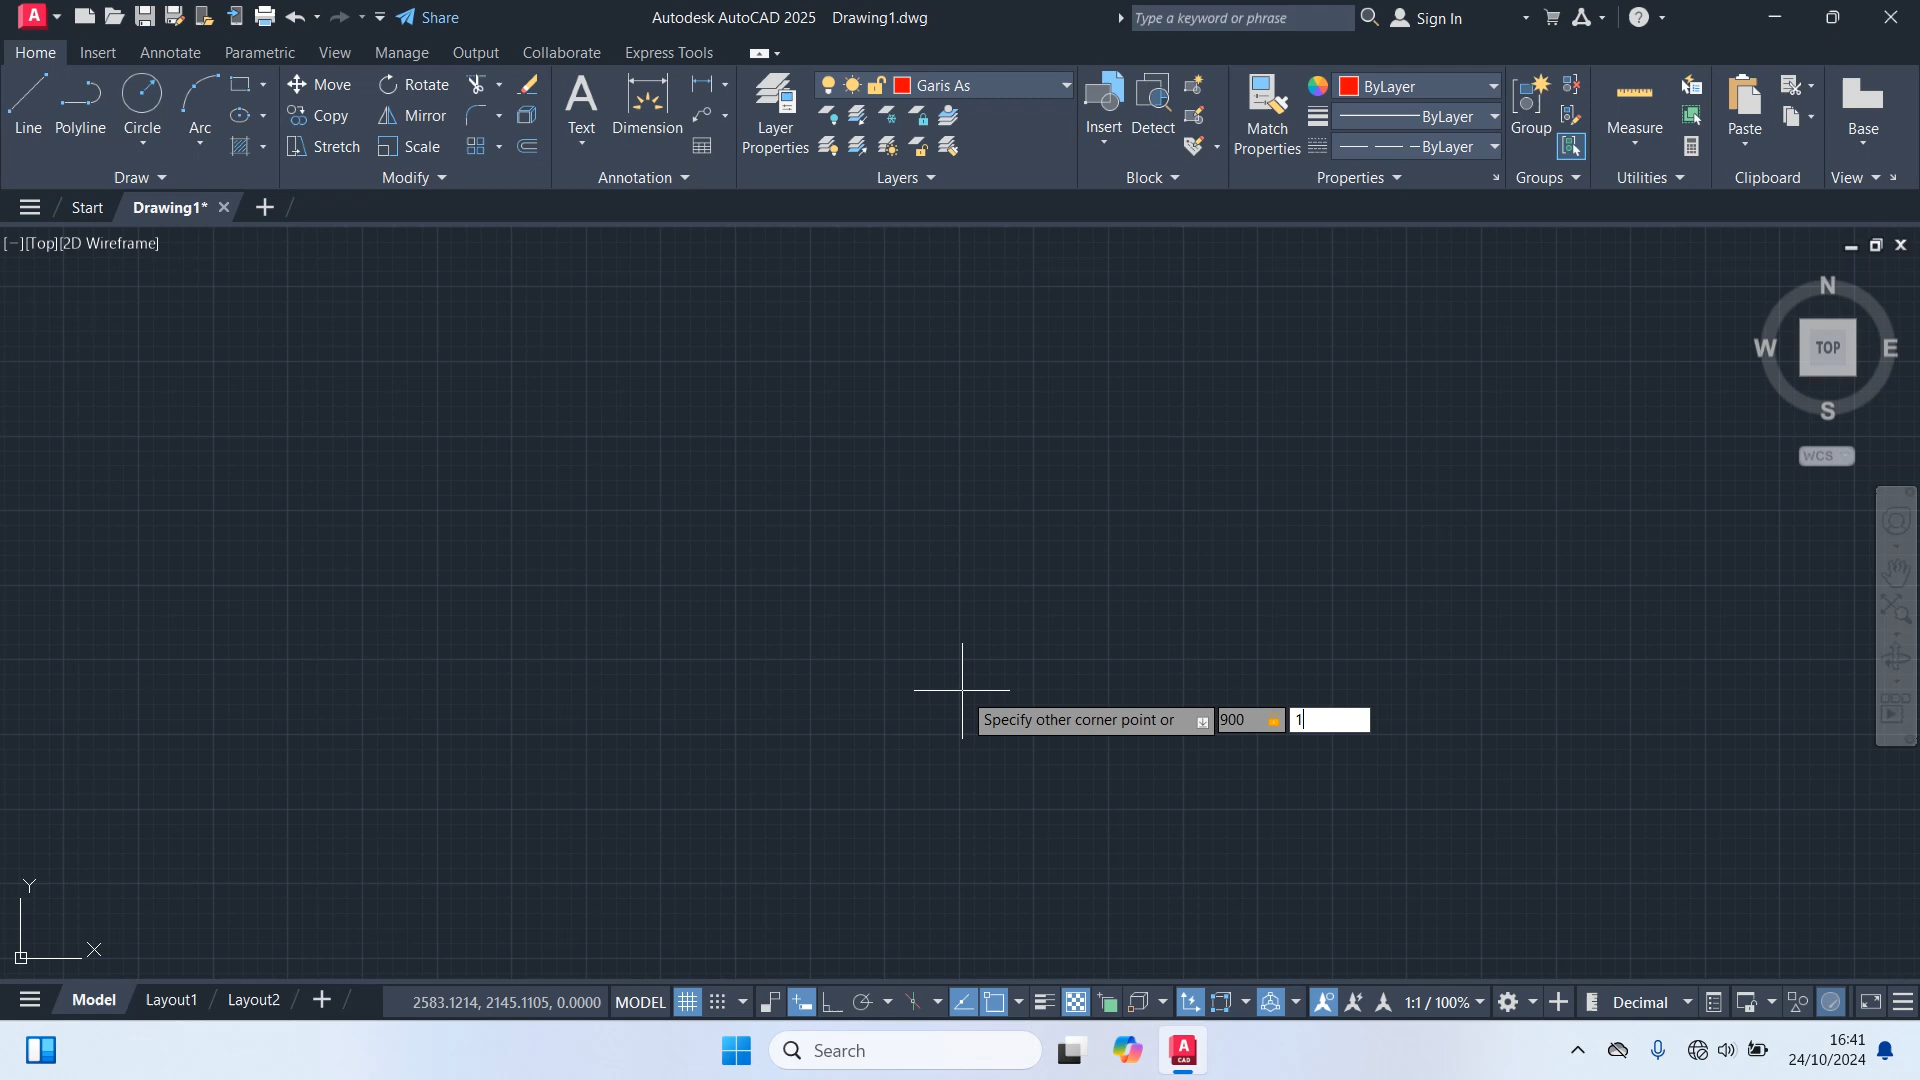 Share
Autodesk AutoCAD 2025 Drawing1.dwg
Type a keyword or phrase
Sign In
Home Insert Annotate Parametric View Manage Output Collaborate Express Tools
Line Polyline Circle Arc
Move Rotate
Copy Mirror
Stretch Scale
Text Dimension
Layer Properties
Garis As
Insert Detect
Match Properties
ByLayer
ByLayer
ByLayer
Group Measure Paste Base
Draw Modify Annotation Layers Block Properties Groups Utilities Clipboard View
Start Drawing1*
[−][Top][2D Wireframe]
N
W TOP E
S
WCS
Specify other corner point or 900 1
Y
X
Model Layout1 Layout2
2583.1214, 2145.1105, 0.0000 MODEL
1:1 / 100%
Decimal
Search
A CAD
16:41
24/10/2024